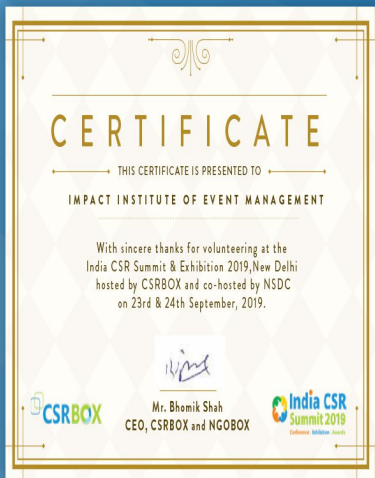 CERTIFICATE
THIS CERTIFICATE IS PRESENTED TO
IMPACT INSTITUTE OF EVENT MANAGEMENT
With sincere thanks for volunteering at the
India CSR Summit & Exhibition 2019,New Delhi
hosted by CSRBOX and co-hosted by NSDC
on 23rd & 24th September, 2019.
Mr. Bhomik Shah
CEO, CSRBOX and NGOBOX
CSRBOX
India CSR
Summit 2019
Conference . Exhibition . Awards